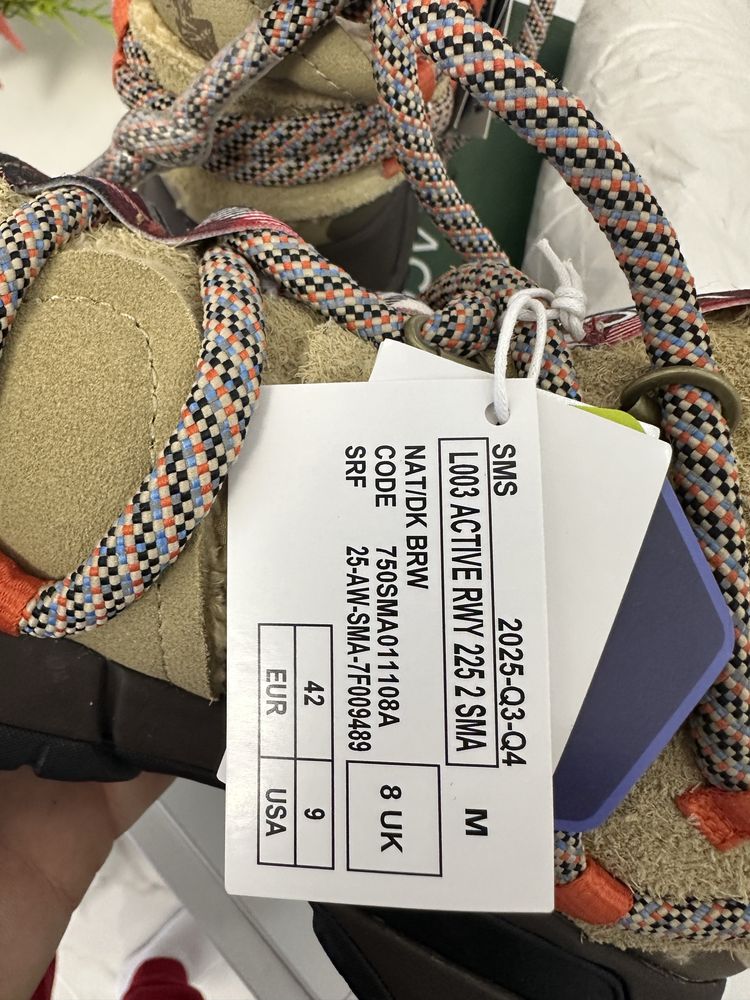 SMS 2025-Q3-Q4
L003 ACTIVE RWY 225 2 SMA M
NAT/DK BRW
CODE 750SMA011108A
SRF 25-AW-SMA-7F009489
8 UK
42 9
EUR USA